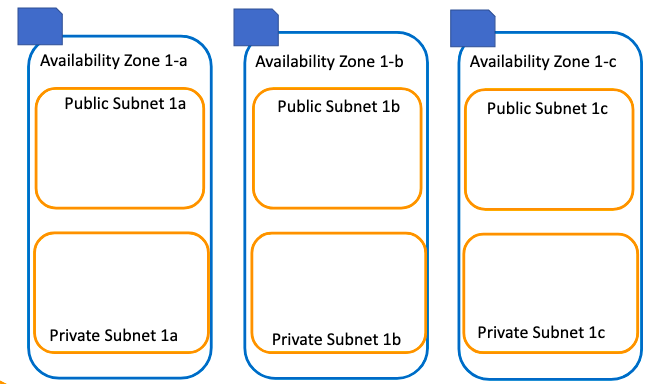 Availability Zone 1-a
Public Subnet 1a
Private Subnet 1a
Availability Zone 1-b
Public Subnet 1b
Private Subnet 1b
Availability Zone 1-c
Public Subnet 1c
Private Subnet 1c